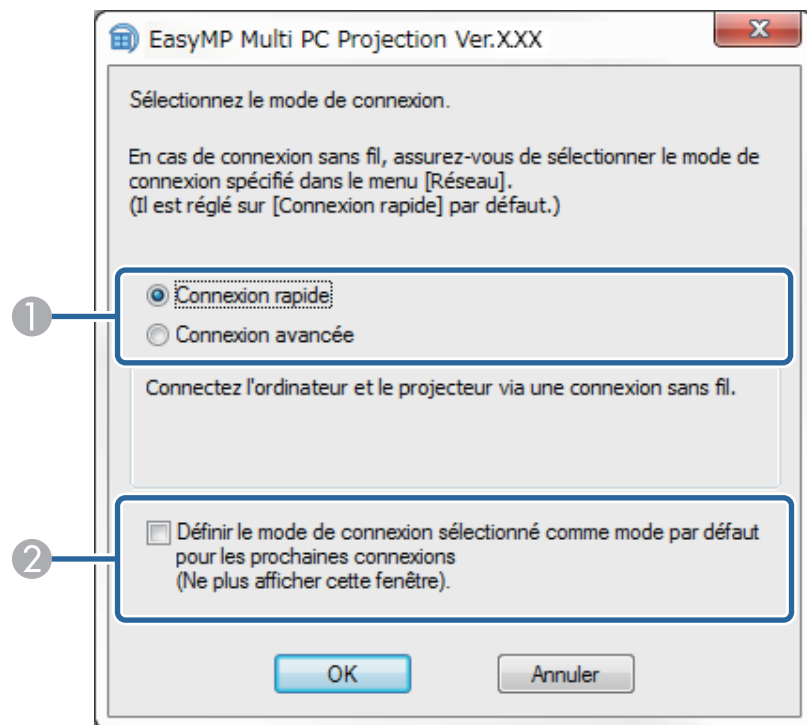 EasyMP Multi PC Projection Ver.X.XX
Sélectionnez le mode de connexion.
En cas de connexion sans fil, assurez-vous de sélectionner le mode de
connexion spécifié dans le menu [Réseau].
(Il est réglé sur [Connexion rapide] par défaut.)
1
Connexion rapide
Connexion avancée
Connectez l'ordinateur et le projecteur via une connexion sans fil.
2
Définir le mode de connexion sélectionné comme mode par défaut
pour les prochaines connexions
(Ne plus afficher cette fenêtre).
OK
Annuler